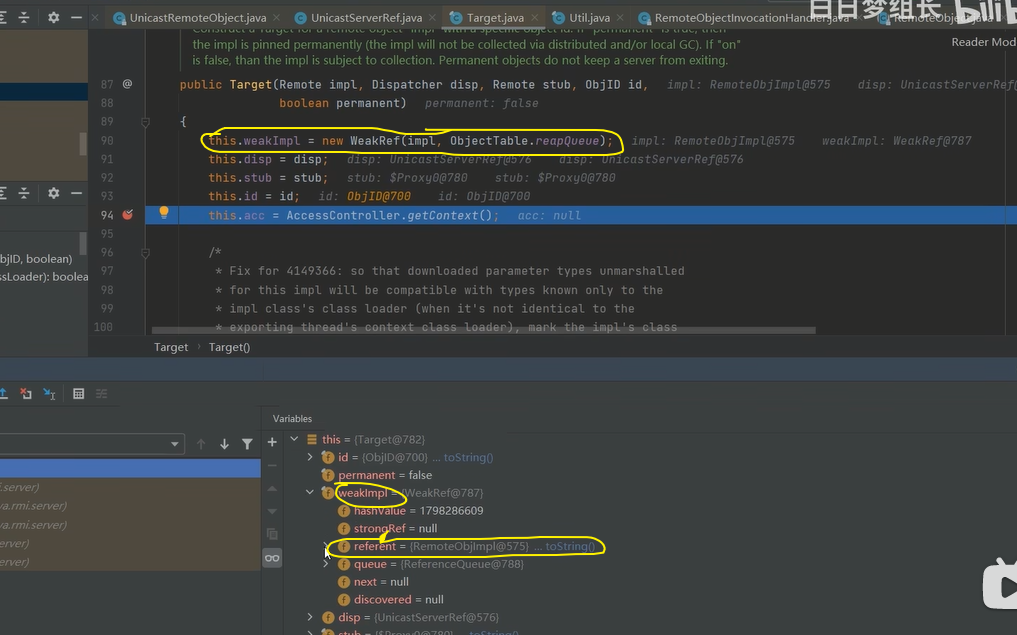 白日梦组长 bilibili
UnicastRemoteObject.java × UnicastServerRef.java × Target.java × Util.java × RemoteObjectInvocationHandler.java
Reader Mod
the impl is pinned permanently (the impl will not be collected via distributed and/or local GC). If "on"
is false, than the impl is subject to collection. Permanent objects do not keep a server from exiting.
87 @ public Target(Remote impl, Dispatcher disp, Remote stub, ObjID id, impl: RemoteObjImpl@575 disp: UnicastServerRef@
88 boolean permanent) permanent: false
89 {
90 this.weakImpl = new WeakRef(impl, ObjectTable.reapQueue); impl: RemoteObjImpl@575 weakImpl: WeakRef@787
91 this.disp = disp; disp: UnicastServerRef@576 disp: UnicastServerRef@576
92 this.stub = stub; stub: $Proxy0@780 stub: $Proxy0@780
93 this.id = id; id: ObjID@700 id: ObjID@700
94 this.acc = AccessController.getContext(); acc: null
95
96 /*
97 * Fix for 4149366: so that downloaded parameter types unmarshalled
98 * for this impl will be compatible with types known only to the
99 * impl class's class loader (when it's not identical to the
100 * exporting thread's context class loader), mark the impl's class
bjID, boolean)
ssLoader): boolea
Target › Target()
Variables
this = {Target@782}
id = {ObjID@700} ... toString()
permanent = false
weakImpl = {WeakRef@787}
hashValue = 1798286609
strongRef = null
referent = {RemoteObjImpl@575} ... toString()
queue = {ReferenceQueue@788}
next = null
discovered = null
disp = {UnicastServerRef@576}
stub = {$Proxy0@780} ... toString()
i.server)
va.rmi.server)
va.rmi.server)
erver)
erver)